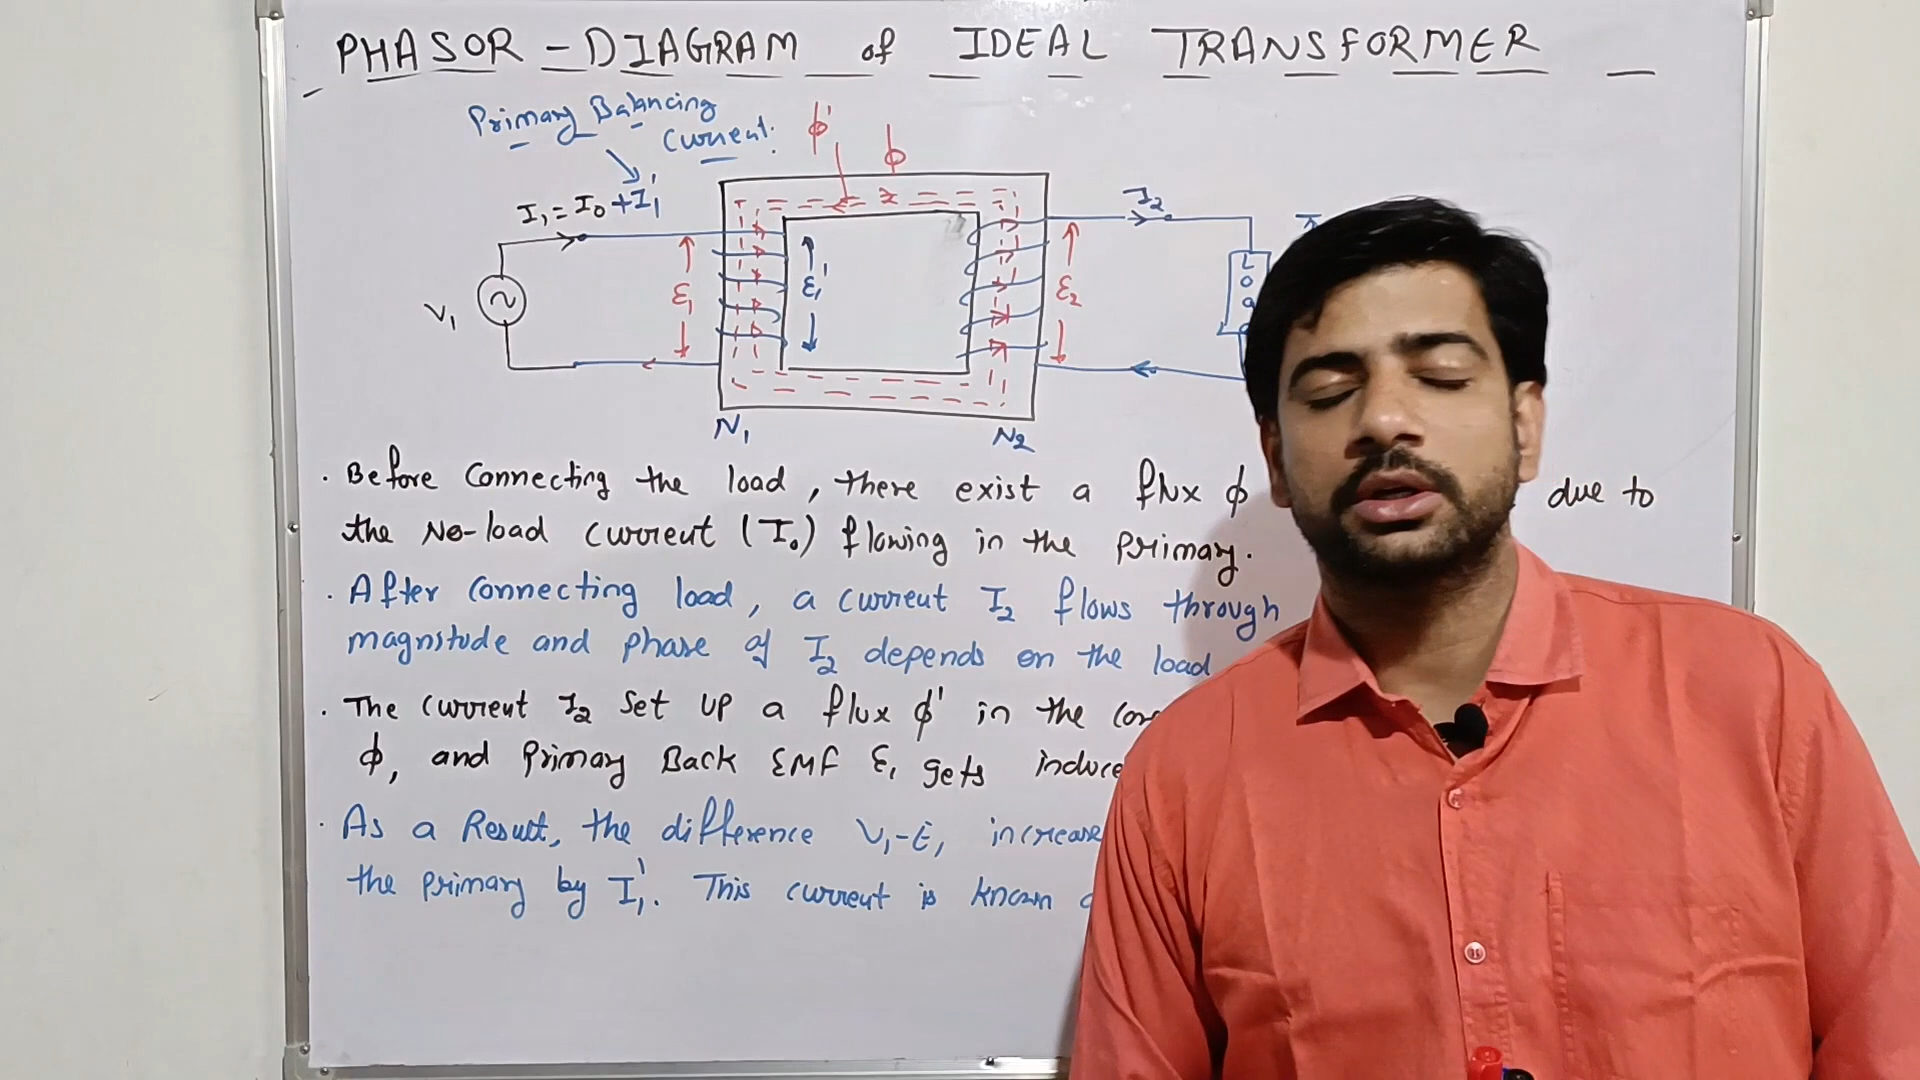 PHASOR - DIAGRAM of IDEAL TRANSFORMER
Primary Balancing
Current:
ϕ'
ϕ
I₁ = I₀ + I₁'
I₂
V₁
ε₁
ε₁'
ε₂
L
o
a
N₁
N₂
. Before Connecting the load, there exist a flux ϕ due to
the No-load Current (I₀) flowing in the primary.
. After Connecting load, a current I₂ flows through
magnitude and phase of I₂ depends on the load
. The current I₂ Set up a flux ϕ' in the
ϕ, and Primary Back EMF ε₁ gets
. As a Result, the difference V₁-E₁
the primary by I₁'. This current is known